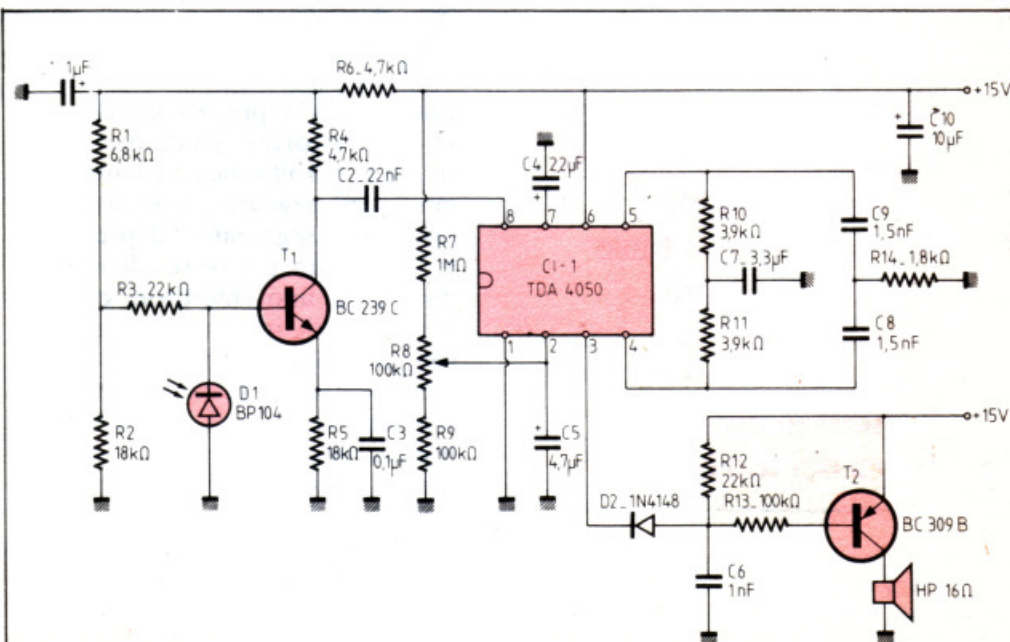 1µF
R6_4,7kΩ
+15V
R1
6,8kΩ
R4
4,7kΩ
C10
10µF
C2_22nF
C4_2,2µF
8
7
6
5
R10
3,9kΩ
C9
1,5nF
R7
1MΩ
CI-1
TDA 4050
C7_3,3µF
R14_1,8kΩ
T1
R3_22kΩ
BC 239 C
R8
100kΩ
R11
3,9kΩ
C8
1,5nF
1
2
3
4
D1
BP104
R2
18kΩ
R5
18kΩ
C3
0,1µF
R9
100kΩ
C5
4,7µF
+15V
R12
22kΩ
T2
D2_1N4148
R13_100kΩ
BC 309 B
C6
1nF
HP 16Ω